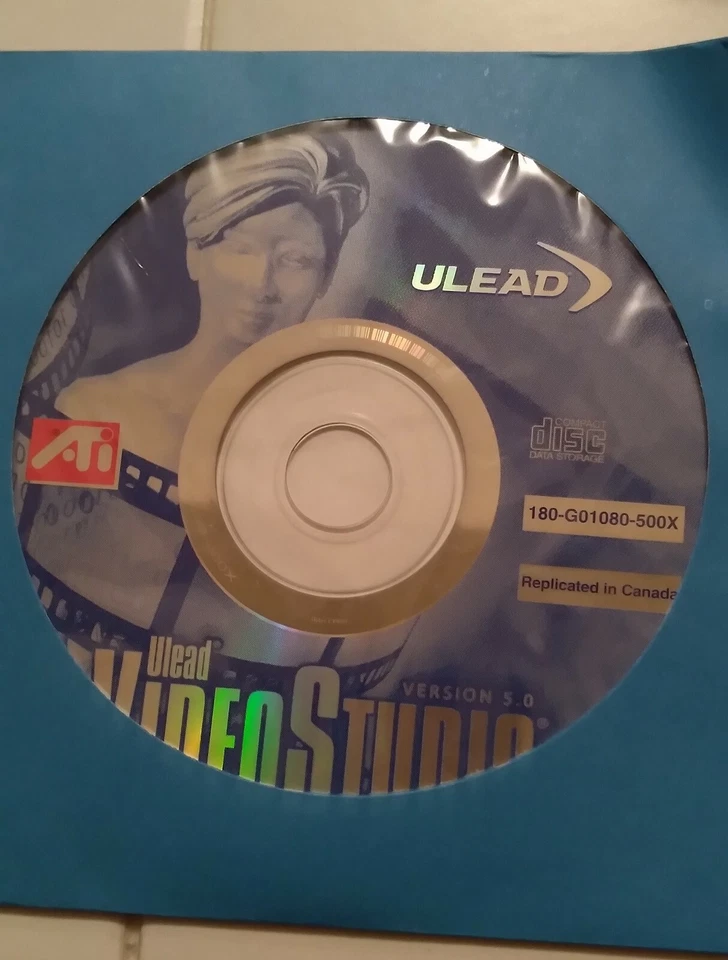 ULEAD
ATi
COMPACT
disc
DATA STORAGE
180-G01080-500X
Replicated in Canada
Ulead®
VERSION 5.0
VIDEOSTUDIO®